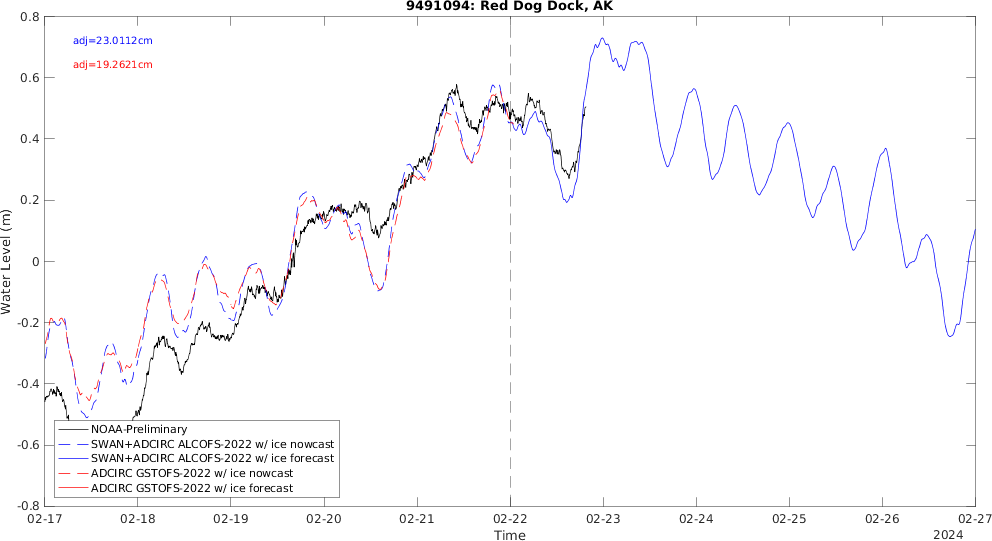 9491094: Red Dog Dock, AK
adj=23.0112cm
adj=19.2621cm
Water Level (m)
0.8
0.6
0.4
0.2
0
-0.2
-0.4
-0.6
-0.8
NOAA-Preliminary
SWAN+ADCIRC ALCOFS-2022 w/ ice nowcast
SWAN+ADCIRC ALCOFS-2022 w/ ice forecast
ADCIRC GSTOFS-2022 w/ ice nowcast
ADCIRC GSTOFS-2022 w/ ice forecast
02-17 02-18 02-19 02-20 02-21 02-22 02-23 02-24 02-25 02-26 02-27
Time
2024